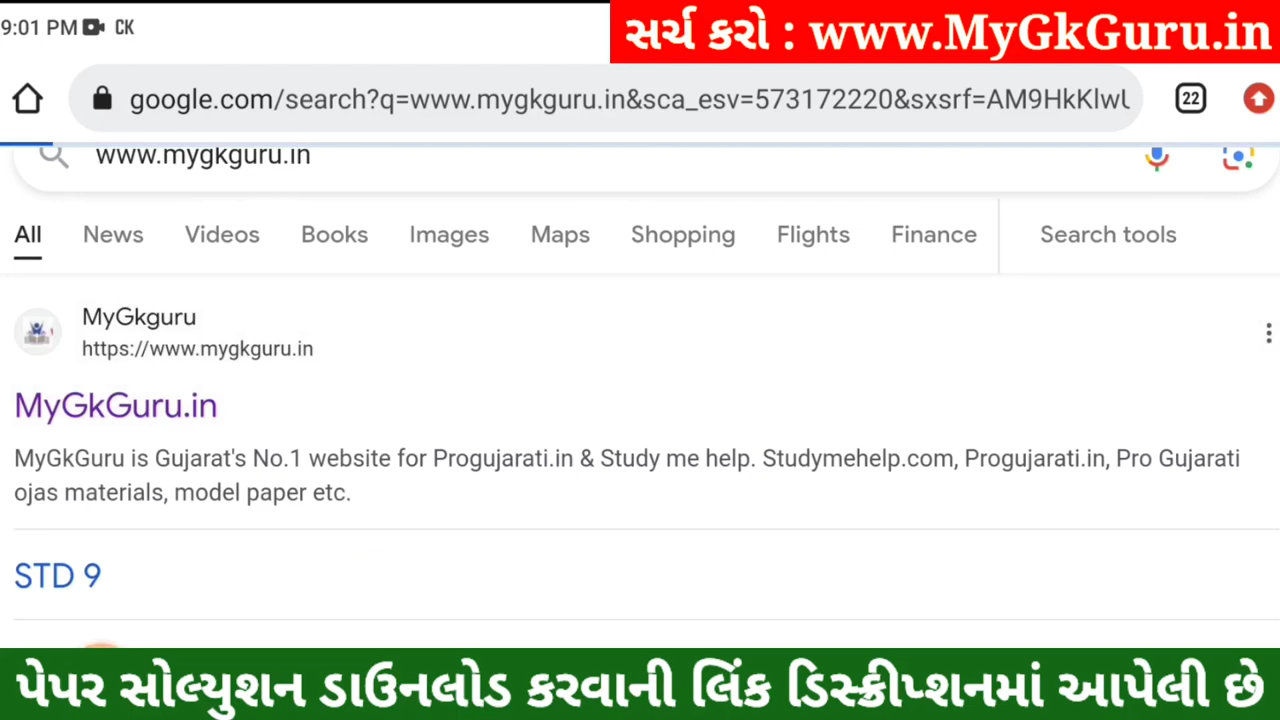 9:01 PM CK
સર્ચ કરો : www.MyGkGuru.in
google.com/search?q=www.mygkguru.in&sca_esv=573172220&sxsrf=AM9HkKlwU
22
www.mygkguru.in
All News Videos Books Images Maps Shopping Flights Finance Search tools
MyGkguru
https://www.mygkguru.in
MyGkGuru.in
MyGkGuru is Gujarat's No.1 website for Progujarati.in & Study me help. Studymehelp.com, Progujarati.in, Pro Gujarati
ojas materials, model paper etc.
STD 9
પેપર સોલ્યુશન ડાઉનલોડ કરવાની લિંક ડિસ્ક્રીપ્શનમાં આપેલી છે